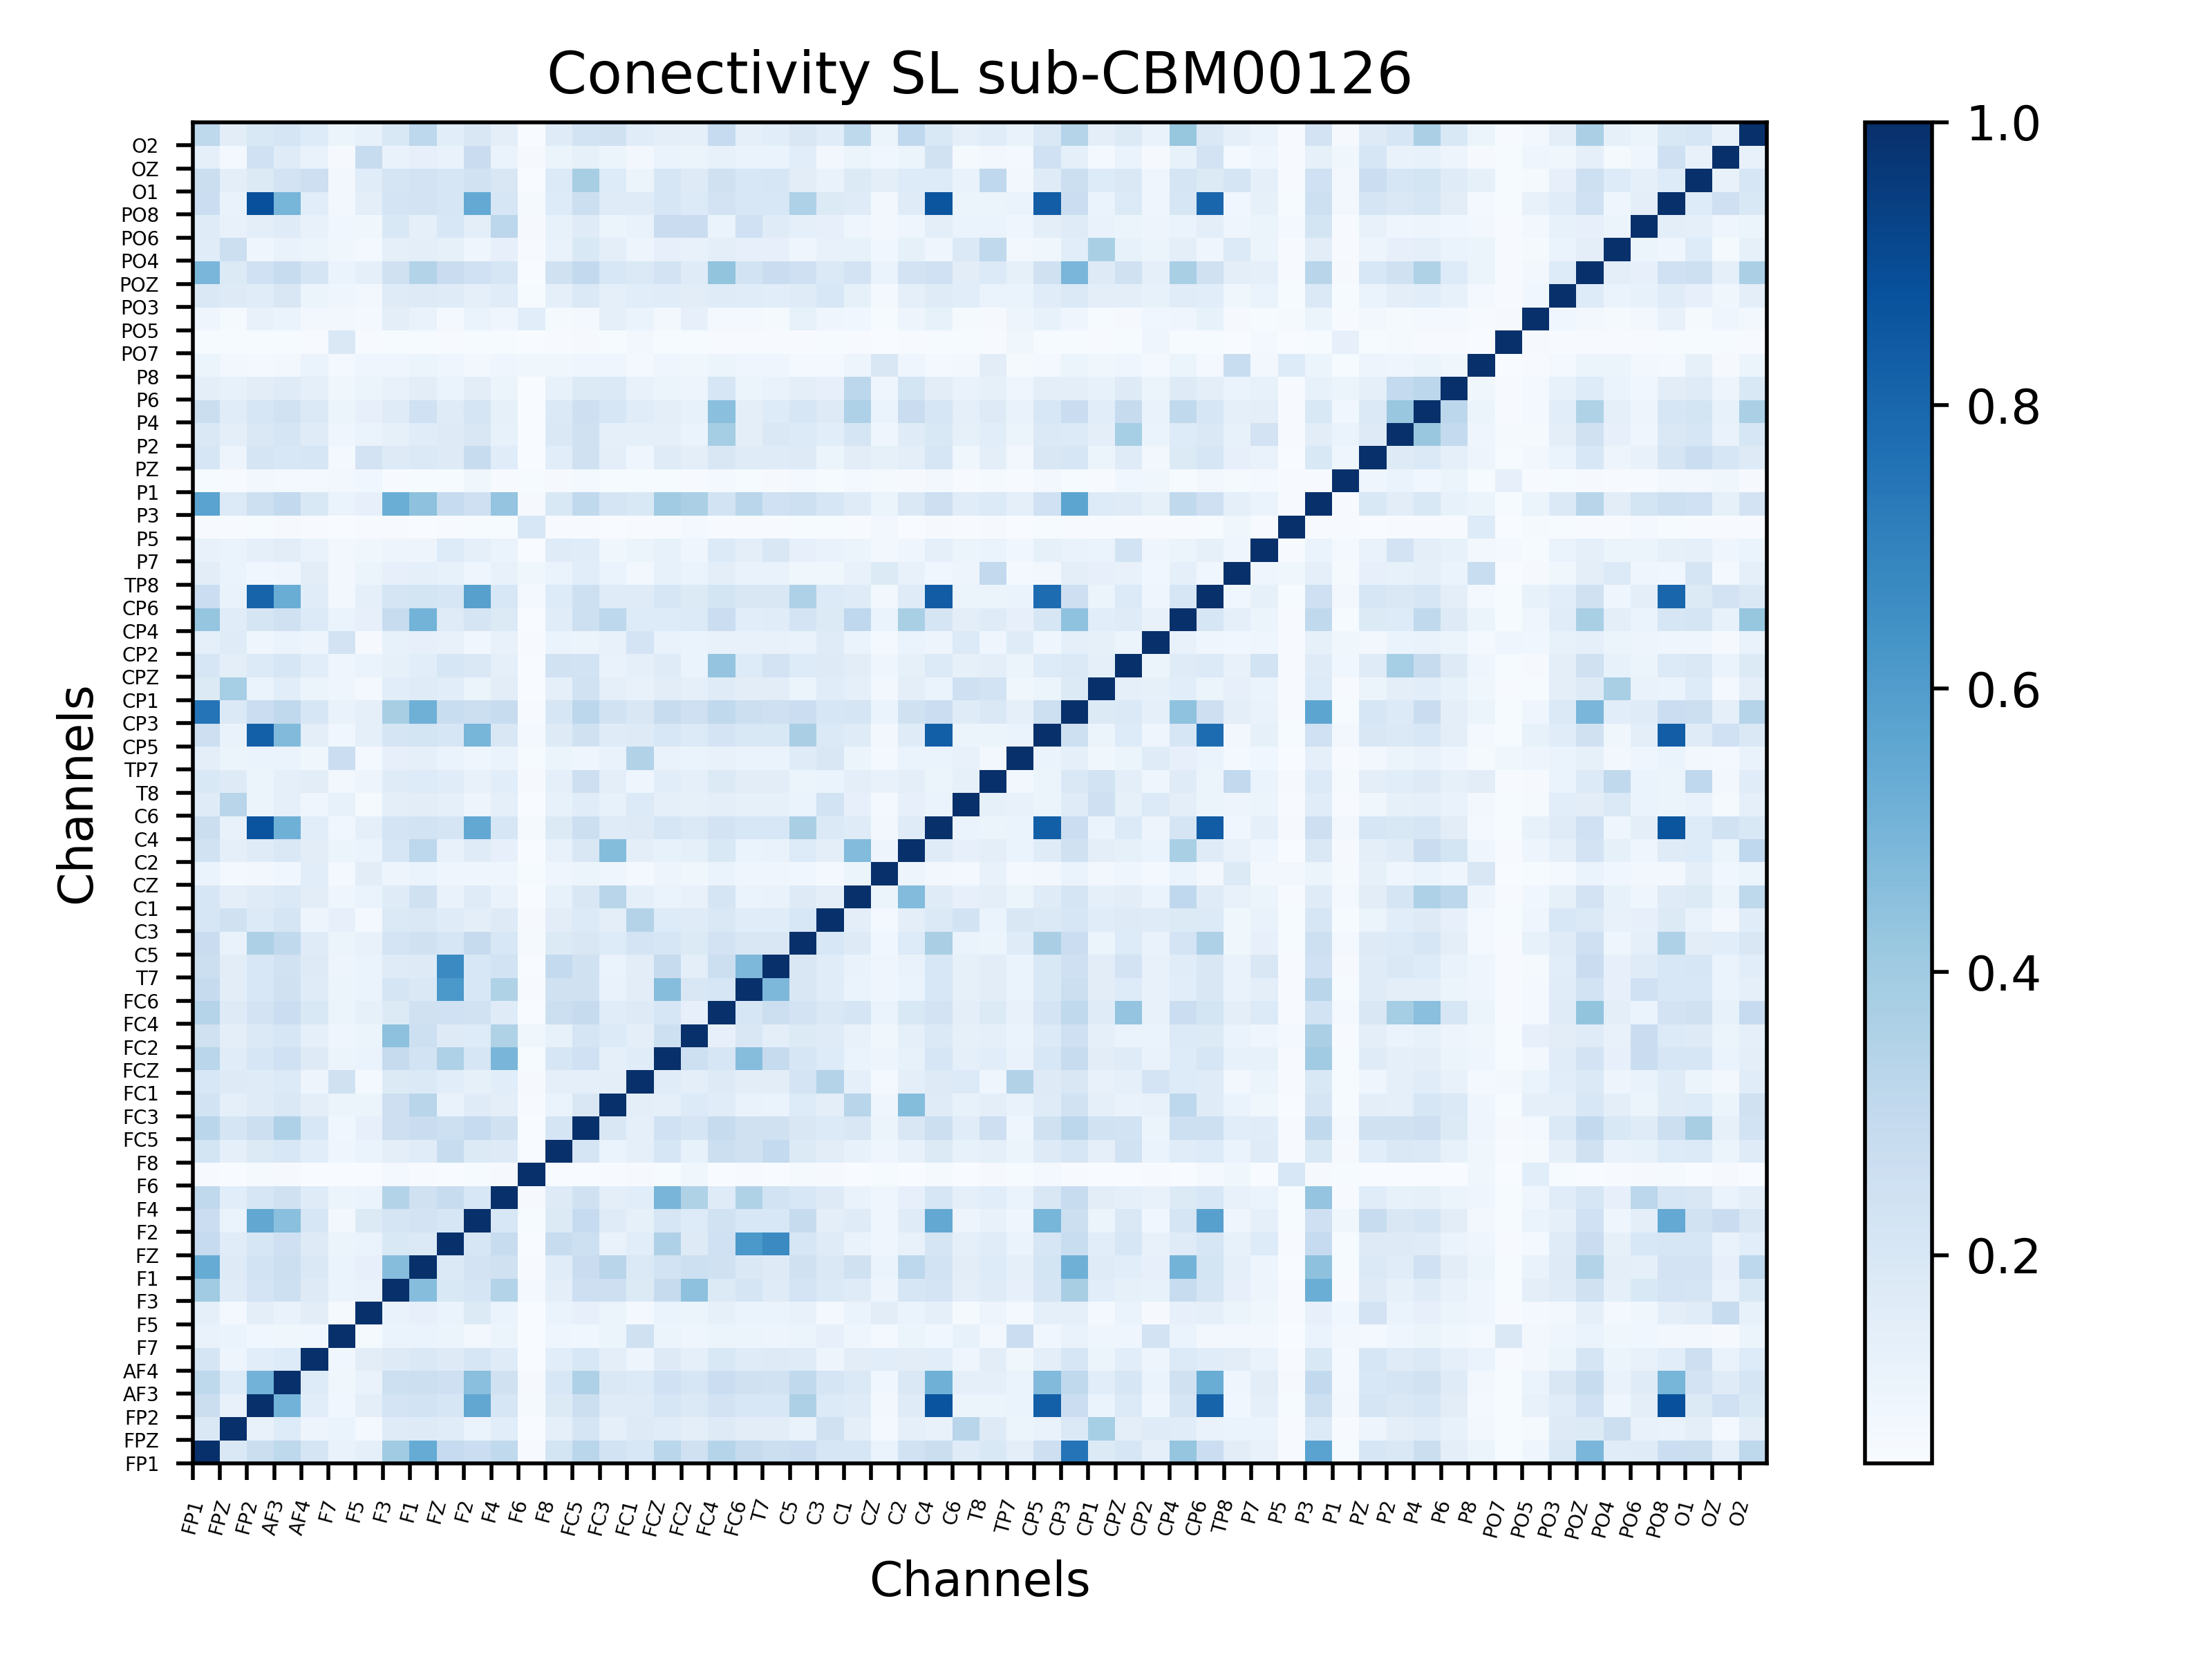 Conectivity SL sub-CBM00126
Channels
O2
OZ
O1
PO8
PO6
PO4
POZ
PO3
PO5
PO7
P8
P6
P4
P2
PZ
P1
P3
P5
P7
TP8
CP6
CP4
CP2
CPZ
CP1
CP3
CP5
TP7
T8
C6
C4
C2
CZ
C1
C3
C5
T7
FC6
FC4
FC2
FCZ
FC1
FC3
FC5
F8
F6
F4
F2
FZ
F1
F3
F5
F7
AF4
AF3
FP2
FPZ
FP1
FP1 FPZ FP2 AF3 AF4 F7 F5 F3 F1 FZ F2 F4 F6 F8 FC5 FC3 FC1 FCZ FC2 FC4 FC6 T7 C5 C3 C1 CZ C2 C4 C6 T8 TP7 CP5 CP3 CP1 CPZ CP2 CP4 CP6 TP8 P7 P5 P3 P1 PZ P2 P4 P6 P8 PO7 PO5 PO3 POZ PO4 PO6 PO8 O1 OZ O2
Channels
1.0
0.8
0.6
0.4
0.2